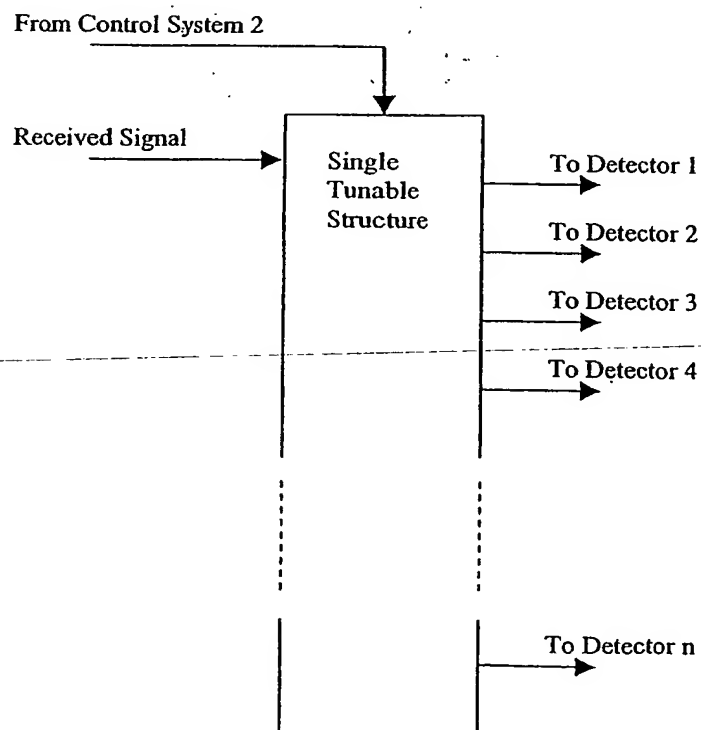 From Control System 2
Received Signal
Single
Tunable
Structure
To Detector 1
To Detector 2
To Detector 3
To Detector 4
To Detector n